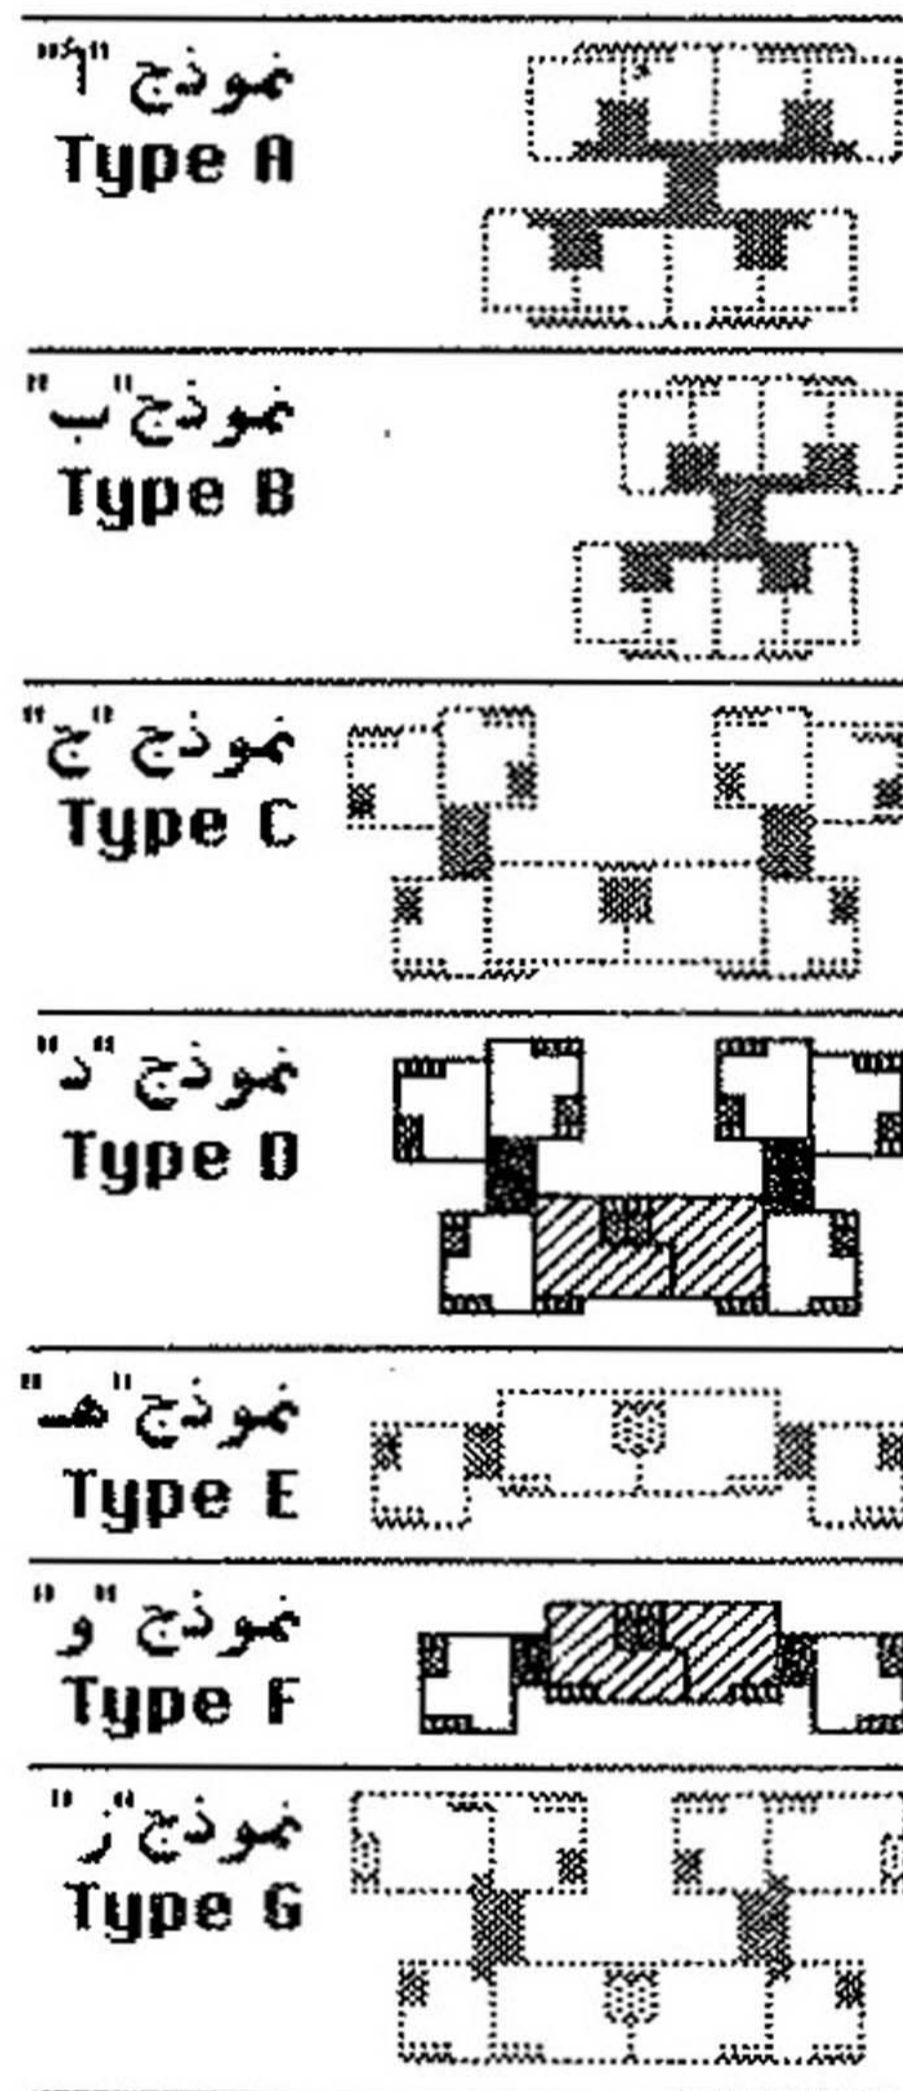 نموذج "أ"
Type A
نموذج "ب"
Type B
نموذج "ج"
Type C
نموذج "د"
Type D
نموذج "هـ"
Type E
نموذج "و"
Type F
نموذج "ز"
Type G